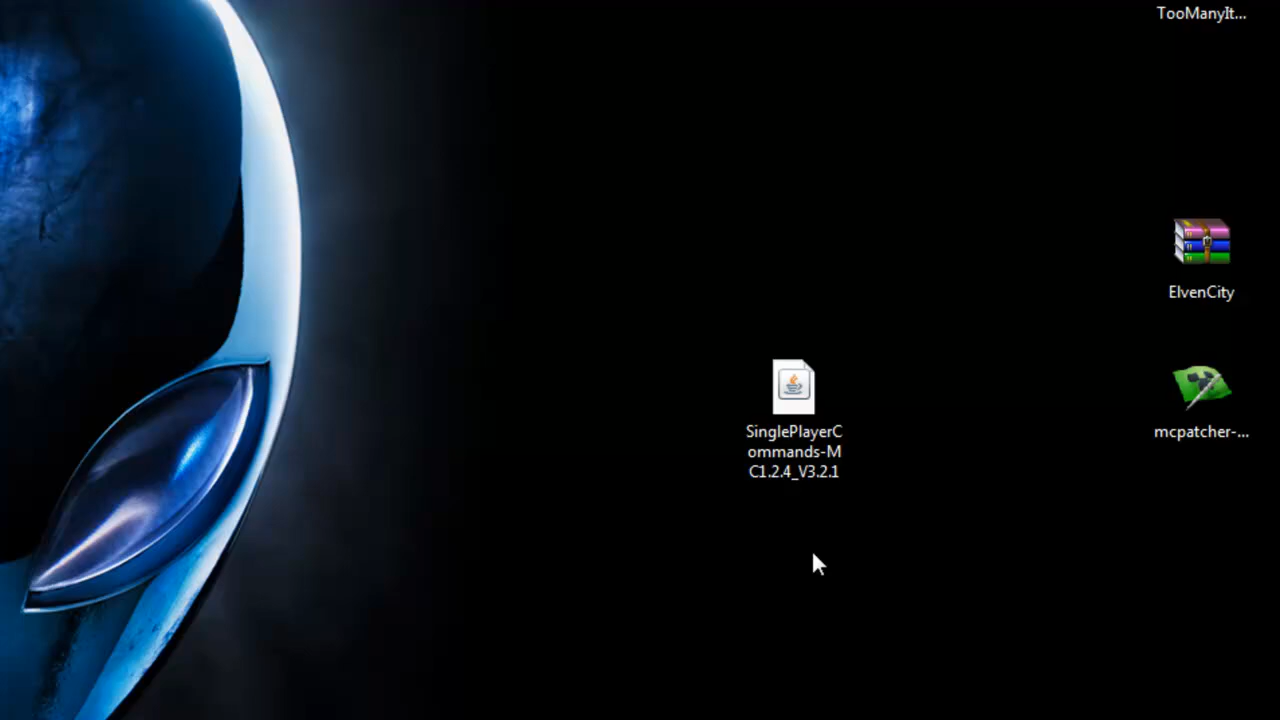 TooManyIt...
ElvenCity
SinglePlayerC
ommands-M
C1.2.4_V3.2.1
mcpatcher-...